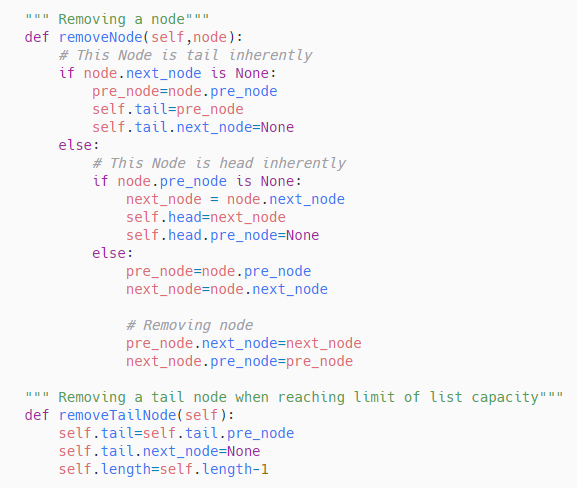 """ Removing a node"""
def removeNode(self,node):
    # This Node is tail inherently
    if node.next_node is None:
        pre_node=node.pre_node
        self.tail=pre_node
        self.tail.next_node=None
    else:
        # This Node is head inherently
        if node.pre_node is None:
            next_node = node.next_node
            self.head=next_node
            self.head.pre_node=None
        else:
            pre_node=node.pre_node
            next_node=node.next_node

            # Removing node
            pre_node.next_node=next_node
            next_node.pre_node=pre_node

""" Removing a tail node when reaching limit of list capacity"""
def removeTailNode(self):
    self.tail=self.tail.pre_node
    self.tail.next_node=None
    self.length=self.length-1